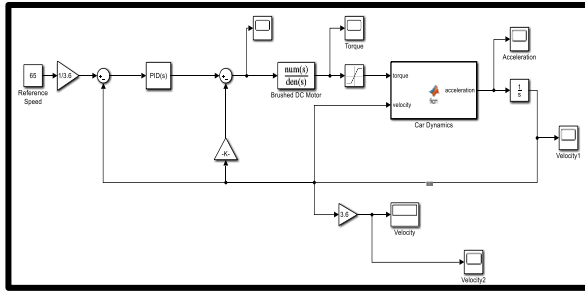 65
Reference
Speed
1/3.6
PID(s)
num(s)
den(s)
Brushed DC Motor
Torque
torque
velocity
acceleration
fcn
Car Dynamics
Acceleration
1
s
Velocity1
-K-
3.6
Velocity
Velocity2